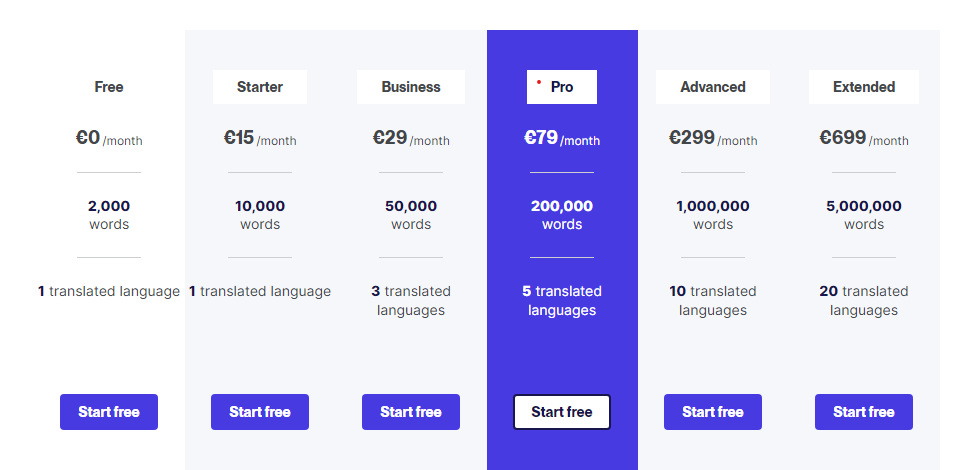 Free
€0 /month
2,000
words
1 translated language
Start free
Starter
€15 /month
10,000
words
1 translated language
Start free
Business
€29 /month
50,000
words
3 translated
languages
Start free
Pro
€79 /month
200,000
words
5 translated
languages
Start free
Advanced
€299 /month
1,000,000
words
10 translated
languages
Start free
Extended
€699 /month
5,000,000
words
20 translated
languages
Start free